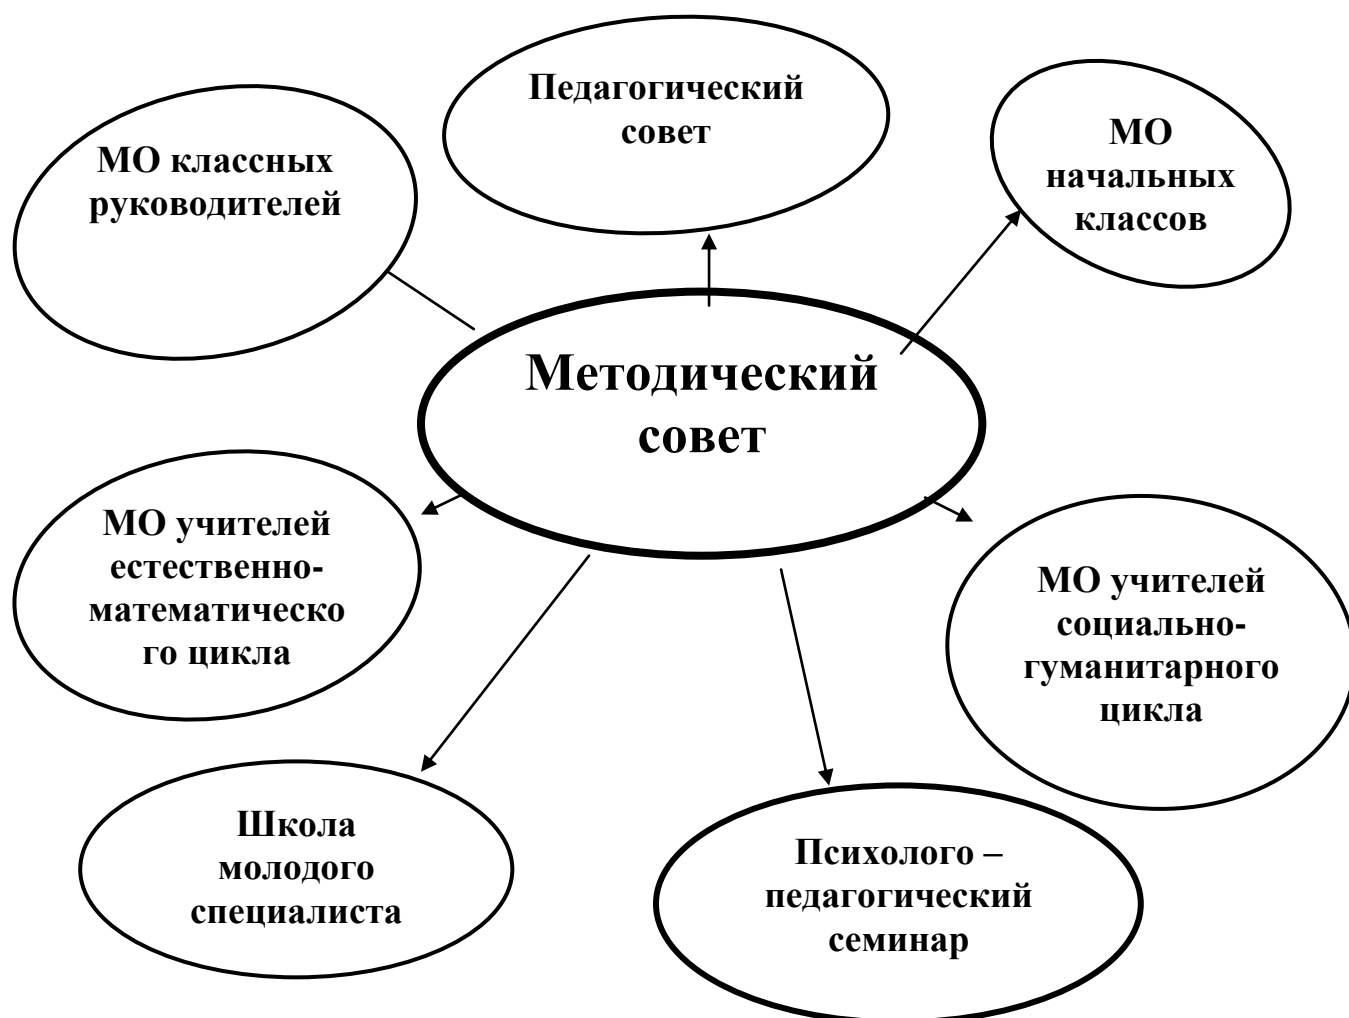 Педагогический
совет
МО классных
руководителей
МО
начальных
классов
Методический
совет
МО учителей
естественно-
математическо
го цикла
МО учителей
социально-
гуманитарного
цикла
Школа
молодого
специалиста
Психолого –
педагогический
семинар